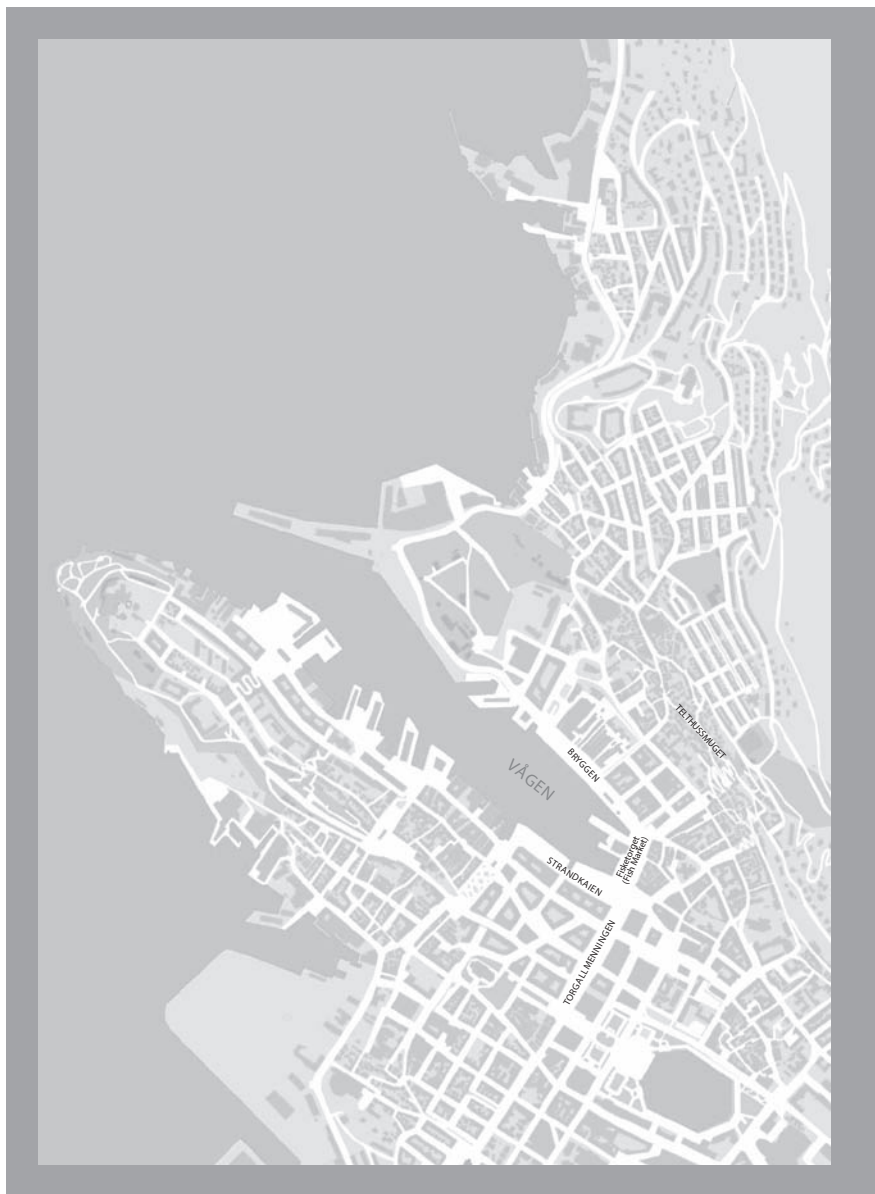 TELTHUSSMUGET
BRYGGEN
VÅGEN
Fisketorget
(Fish Market)
STRANDKAIEN
TORGALLMENNINGEN